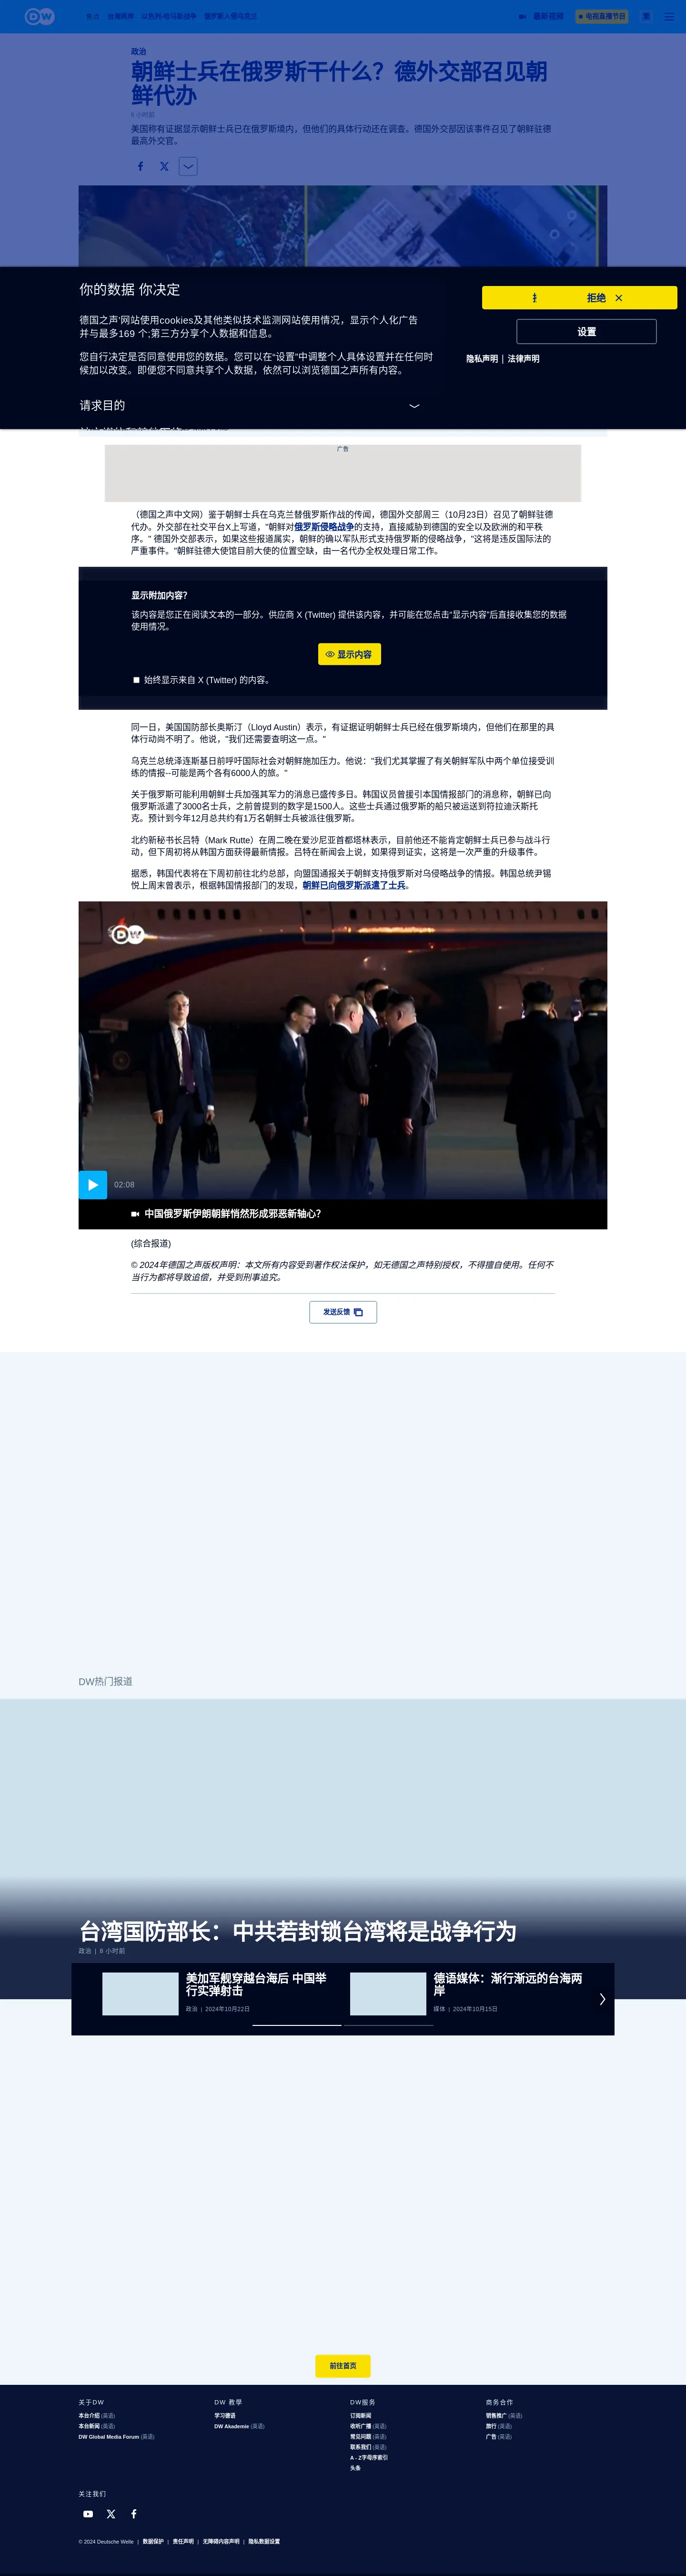 DW
焦点 台海两岸 以色列-哈马斯战争 俄罗斯入侵乌克兰 最新视频 电视直播节目 繁
政治
朝鲜士兵在俄罗斯干什么？德外交部召见朝
鲜代办
6 小时前
美国称有证据显示朝鲜士兵已在俄罗斯境内，但他们的具体行动还在调查。德国外交部因该事件召见了朝鲜驻德
最高外交官。
你的数据 你决定
德国之声'网站使用cookies及其他类似技术监测网站使用情况，显示个人化广告
并与最多169 个;第三方分享个人数据和信息。
您自行决定是否同意使用您的数据。您可以在“设置”中调整个人具体设置并在任何时
候加以改变。即便您不同意共享个人数据，依然可以浏览德国之声所有内容。
请求目的
拒绝
设置
隐私声明 | 法律声明
广告
（德国之声中文网）鉴于朝鲜士兵在乌克兰替俄罗斯作战的传闻，德国外交部周三（10月23日）召见了朝鲜驻德
代办。外交部在社交平台X上写道，"朝鲜对俄罗斯侵略战争的支持，直接威胁到德国的安全以及欧洲的和平秩
序。" 德国外交部表示，如果这些报道属实，朝鲜的确以军队形式支持俄罗斯的侵略战争，"这将是违反国际法的
严重事件。"朝鲜驻德大使馆目前大使的位置空缺，由一名代办全权处理日常工作。
显示附加内容?
该内容是您正在阅读文本的一部分。供应商 X (Twitter) 提供该内容，并可能在您点击“显示内容”后直接收集您的数据
使用情况。
显示内容
始终显示来自 X (Twitter) 的内容。
同一日，美国国防部长奥斯汀（Lloyd Austin）表示，有证据证明朝鲜士兵已经在俄罗斯境内，但他们在那里的具
体行动尚不明了。他说，"我们还需要查明这一点。"
乌克兰总统泽连斯基日前呼吁国际社会对朝鲜施加压力。他说："我们尤其掌握了有关朝鲜军队中两个单位接受训
练的情报--可能是两个各有6000人的旅。"
关于俄罗斯可能利用朝鲜士兵加强其军力的消息已盛传多日。韩国议员曾援引本国情报部门的消息称，朝鲜已向
俄罗斯派遣了3000名士兵，之前曾提到的数字是1500人。这些士兵通过俄罗斯的船只被运送到符拉迪沃斯托
克。预计到今年12月总共约有1万名朝鲜士兵被派往俄罗斯。
北约新秘书长吕特（Mark Rutte）在周二晚在爱沙尼亚首都塔林表示，目前他还不能肯定朝鲜士兵已参与战斗行
动，但下周初将从韩国方面获得最新情报。吕特在新闻会上说，如果得到证实，这将是一次严重的升级事件。
据悉，韩国代表将在下周初前往北约总部，向盟国通报关于朝鲜支持俄罗斯对乌侵略战争的情报。韩国总统尹锡
悦上周末曾表示，根据韩国情报部门的发现，朝鲜已向俄罗斯派遣了士兵。
DW
02:08
中国俄罗斯伊朗朝鲜悄然形成邪恶新轴心?
(综合报道)
© 2024年德国之声版权声明：本文所有内容受到著作权法保护，如无德国之声特别授权，不得擅自使用。任何不
当行为都将导致追偿，并受到刑事追究。
发送反馈
DW热门报道
台湾国防部长：中共若封锁台湾将是战争行为
政治 | 8 小时前
美加军舰穿越台海后 中国举
行实弹射击
政治 | 2024年10月22日
德语媒体：渐行渐远的台海两
岸
媒体 | 2024年10月15日
前往首页
关于DW
本台介绍 (英语)
本台新闻 (英语)
DW Global Media Forum (英语)
DW 教學
学习德语
DW Akademie (英语)
DW服务
订阅新闻
收听广播 (英语)
常见问题 (英语)
联系我们 (英语)
A - Z字母序索引
头条
商务合作
销售推广 (英语)
旅行 (英语)
广告 (英语)
关注我们
© 2024 Deutsche Welle | 数据保护 | 责任声明 | 无障碍内容声明 | 隐私数据设置